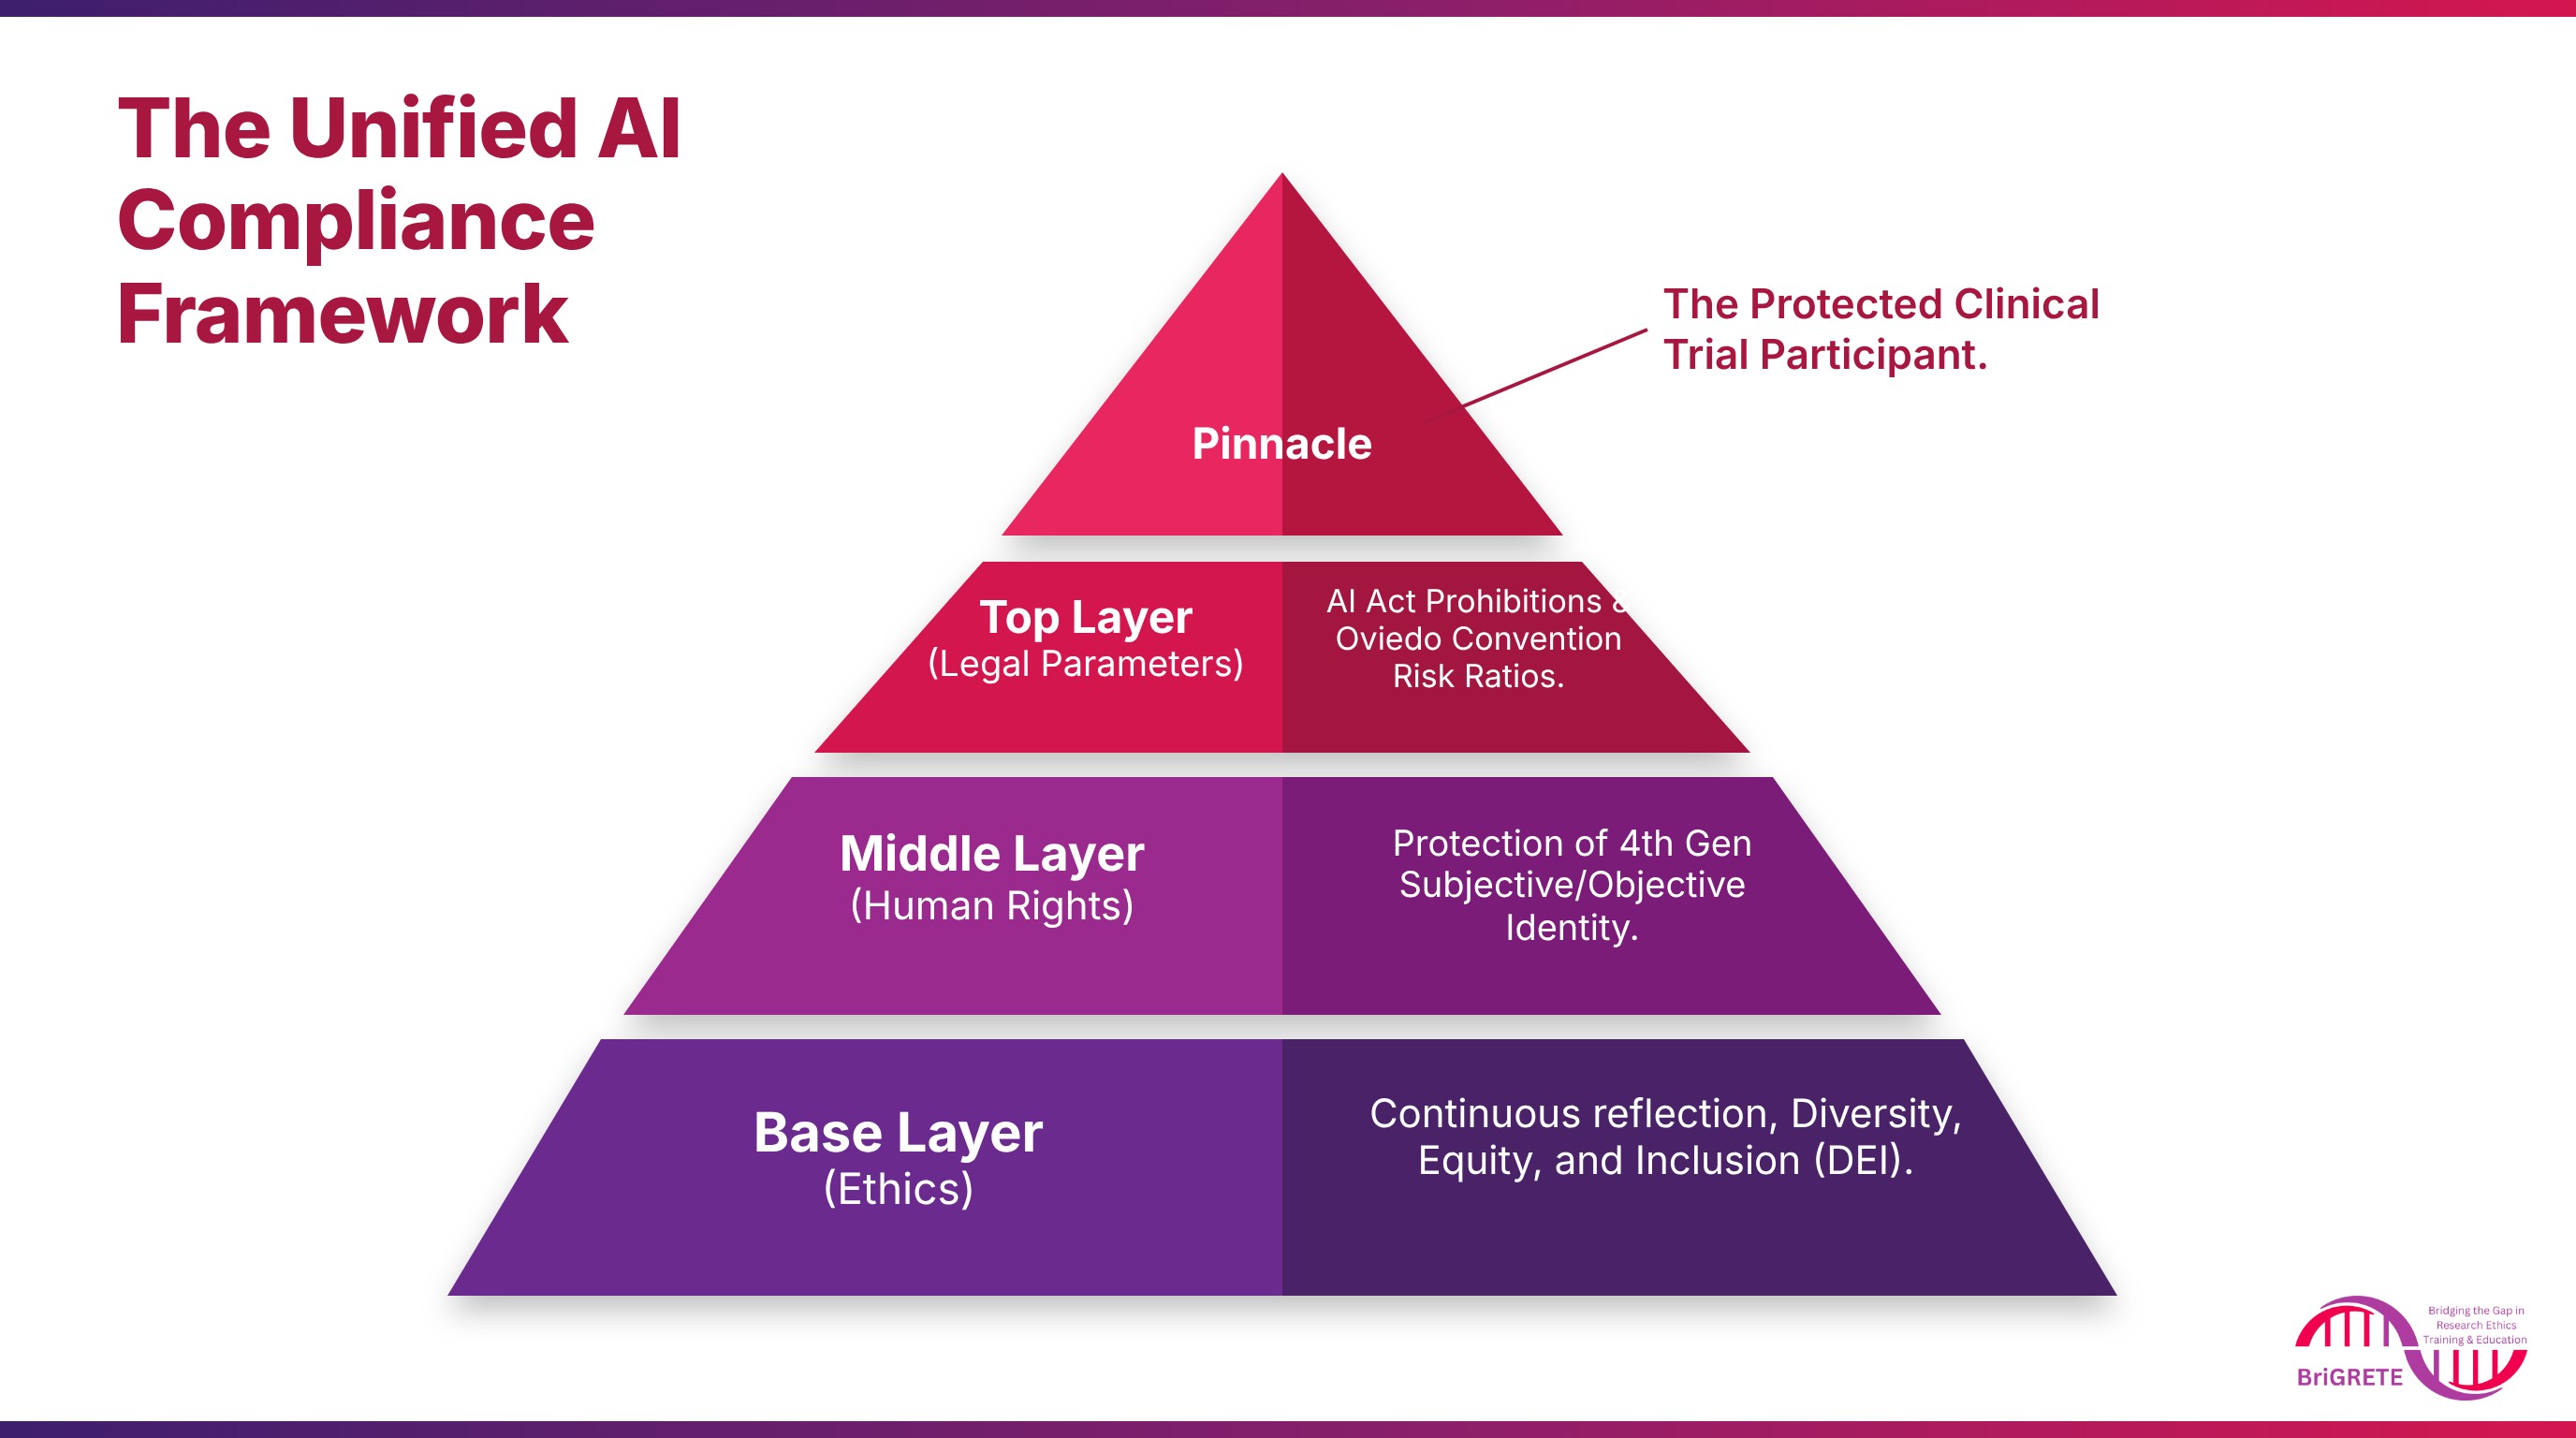 The Unified AI
Compliance
Framework
The Protected Clinical
Trial Participant.
Pinnacle
Top Layer
(Legal Parameters)
AI Act Prohibitions &
Oviedo Convention
Risk Ratios.
Middle Layer
(Human Rights)
Protection of 4th Gen
Subjective/Objective
Identity.
Base Layer
(Ethics)
Continuous reflection, Diversity,
Equity, and Inclusion (DEI).
Bridging the Gap in
Research Ethics
Training & Education
BriGRETE